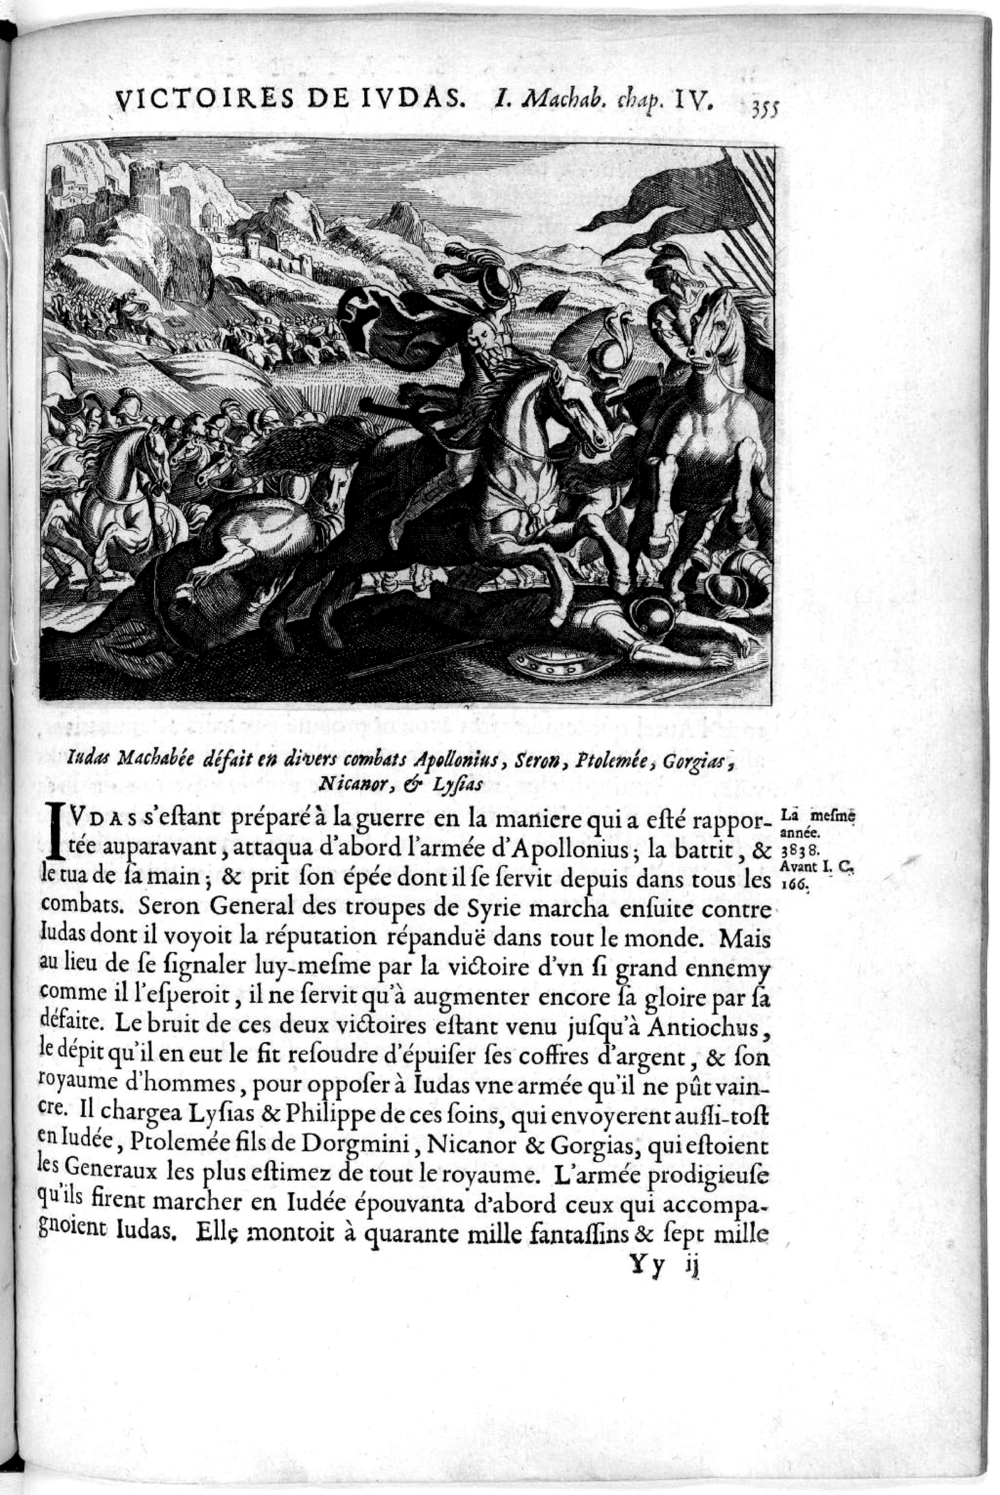 VICTOIRES DE IVDAS. I. Machab. chap. IV. 355
Iudas Machabée défait en divers combats Apollonius, Seron, Ptolemée, Gorgias,
Nicanor, & Lyſias
IVDAS s'eſtant préparé à la guerre en la maniere qui a eſté rappor-
tée auparavant, attaqua d'abord l'armée d'Apollonius; la battit, &
le tua de ſa main; & prit ſon épée dont il ſe ſervit depuis dans tous les
combats. Seron General des troupes de Syrie marcha enſuite contre
Iudas dont il voyoit la réputation répanduë dans tout le monde. Mais
au lieu de ſe ſignaler luy-meſme par la victoire d'vn ſi grand ennemy
comme il l'eſperoit, il ne ſervit qu'à augmenter encore ſa gloire par ſa
défaite. Le bruit de ces deux victoires eſtant venu juſqu'à Antiochus,
le dépit qu'il en eut le fit reſoudre d'épuiſer ſes coffres d'argent, & ſon
royaume d'hommes, pour oppoſer à Iudas vne armée qu'il ne pût vain-
cre. Il chargea Lyſias & Philippe de ces ſoins, qui envoyerent auſſi-toſt
en Iudée, Ptolemée fils de Dorgmini, Nicanor & Gorgias, qui eſtoient
les Generaux les plus eſtimez de tout le royaume. L'armée prodigieuſe
qu'ils firent marcher en Iudée épouvanta d'abord ceux qui accompa-
gnoient Iudas. Elle montoit à quarante mille fantaſſins & ſept mille
Yy ij
La meſme
année.
3838.
Avant I. C.
166.